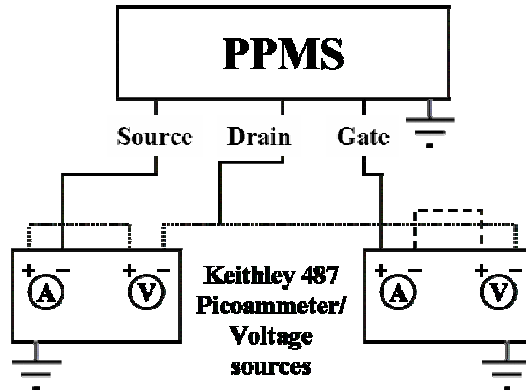 PPMS
Source Drain Gate
+ − + −
A V
Keithley 487
Picoammeter/
Voltage
sources
+ − + −
A V